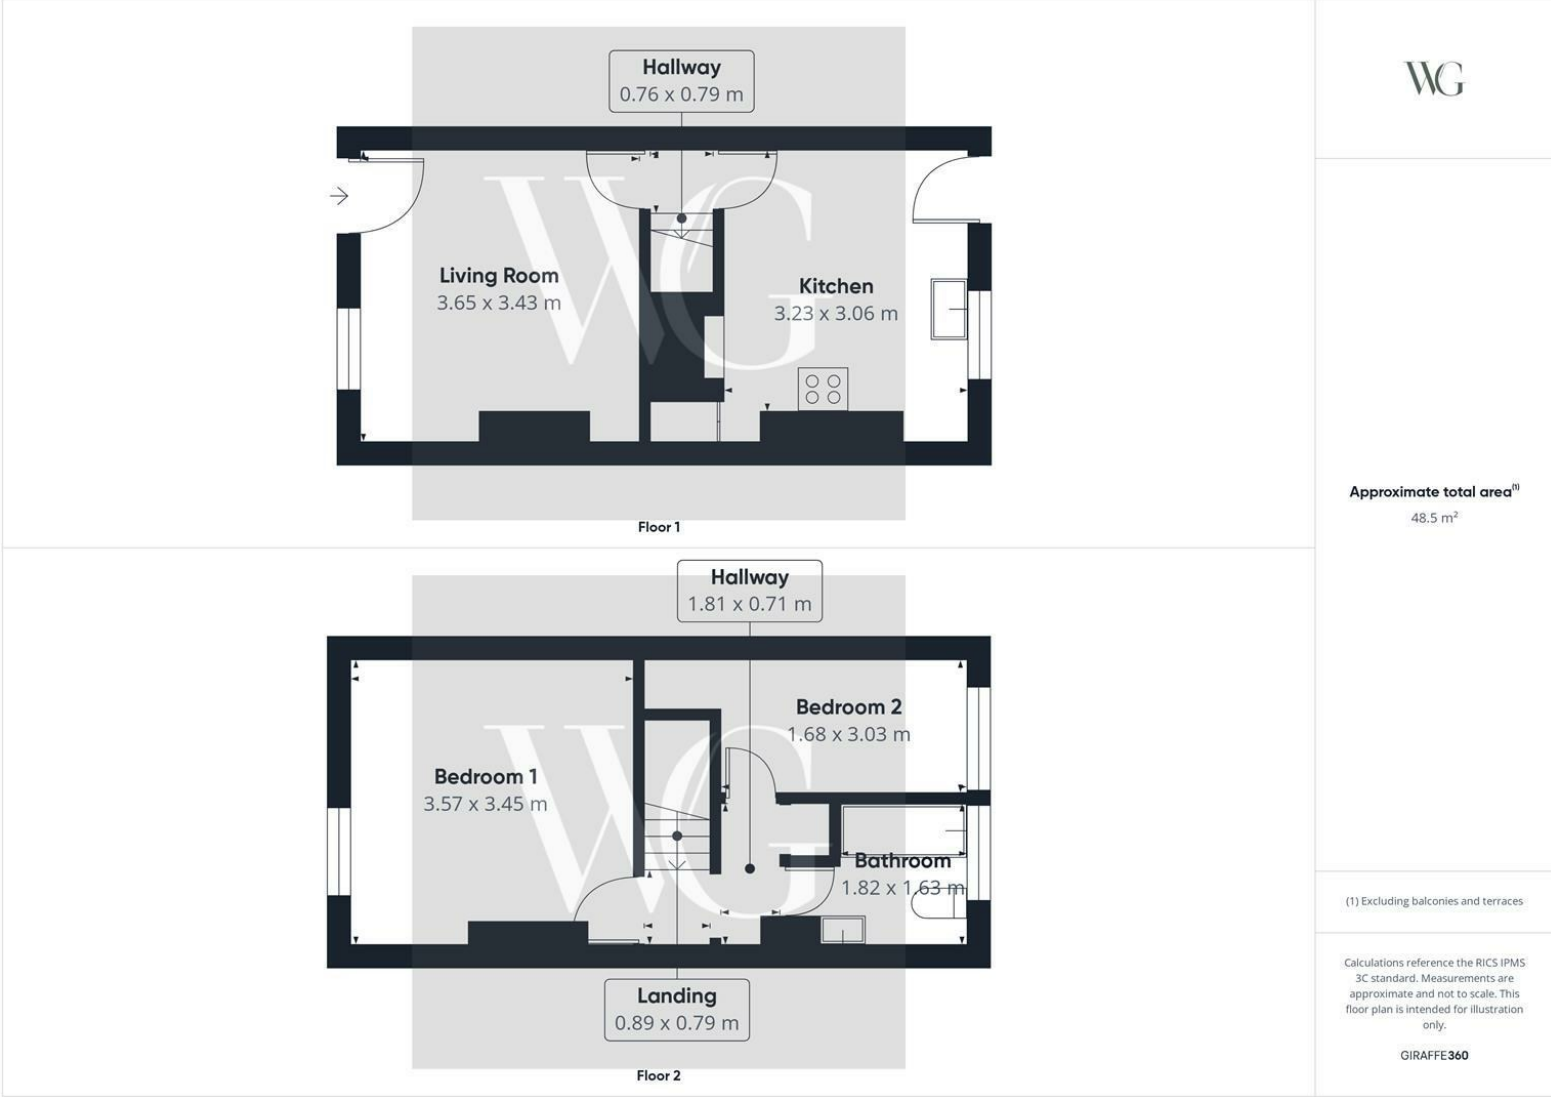 Hallway
0.76 x 0.79 m
Living Room
3.65 x 3.43 m
Kitchen
3.23 x 3.06 m
WG
Floor 1
Hallway
1.81 x 0.71 m
Bedroom 2
1.68 x 3.03 m
Bedroom 1
3.57 x 3.45 m
Bathroom
1.82 x 1.63 m
WG
Landing
0.89 x 0.79 m
Floor 2
WG
Approximate total area(1)
48.5 m²
(1) Excluding balconies and terraces
Calculations reference the RICS IPMS
3C standard. Measurements are
approximate and not to scale. This
floor plan is intended for illustration
only.
GIRAFFE360